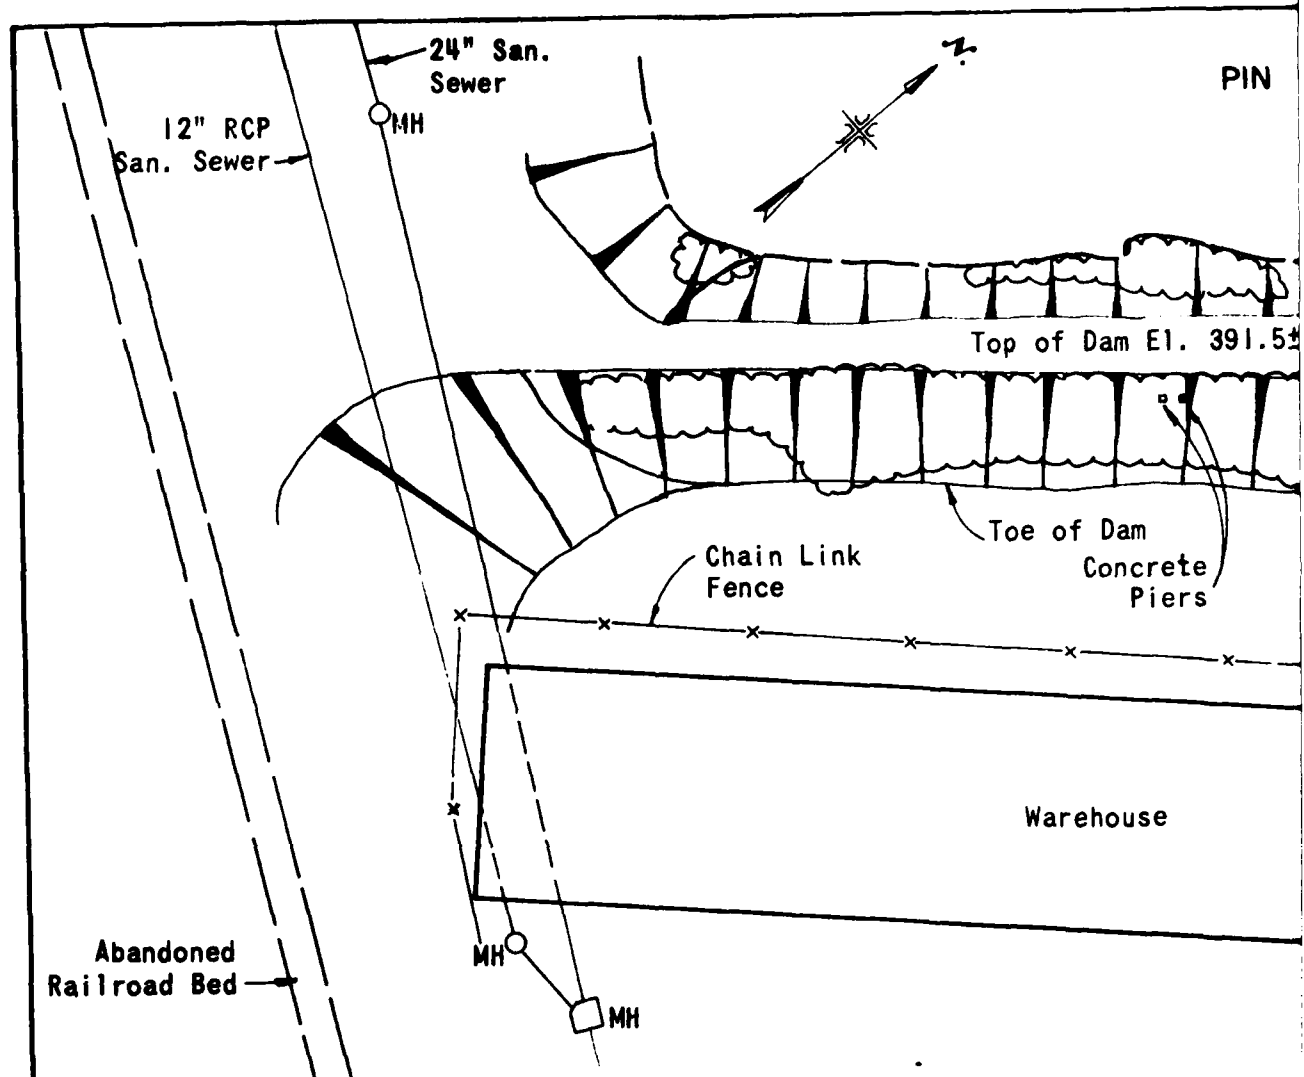 24" San.
Sewer
PIN
MH
12" RCP
San. Sewer
N.
Top of Dam El. 391.5±
Toe of Dam
Chain Link
Fence
Concrete
Piers
Warehouse
Abandoned
Railroad Bed
MH
MH